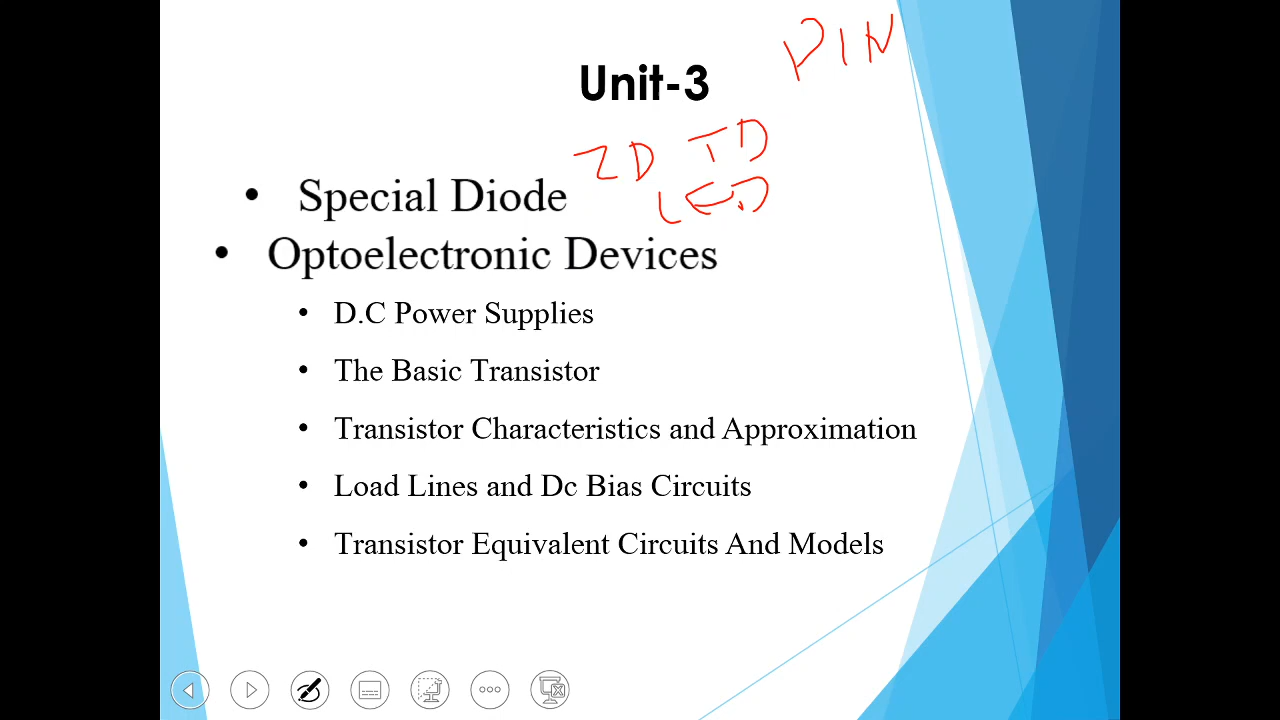 PIN
Unit-3
ZD TD
LED
• Special Diode
• Optoelectronic Devices
• D.C Power Supplies
• The Basic Transistor
• Transistor Characteristics and Approximation
• Load Lines and Dc Bias Circuits
• Transistor Equivalent Circuits And Models